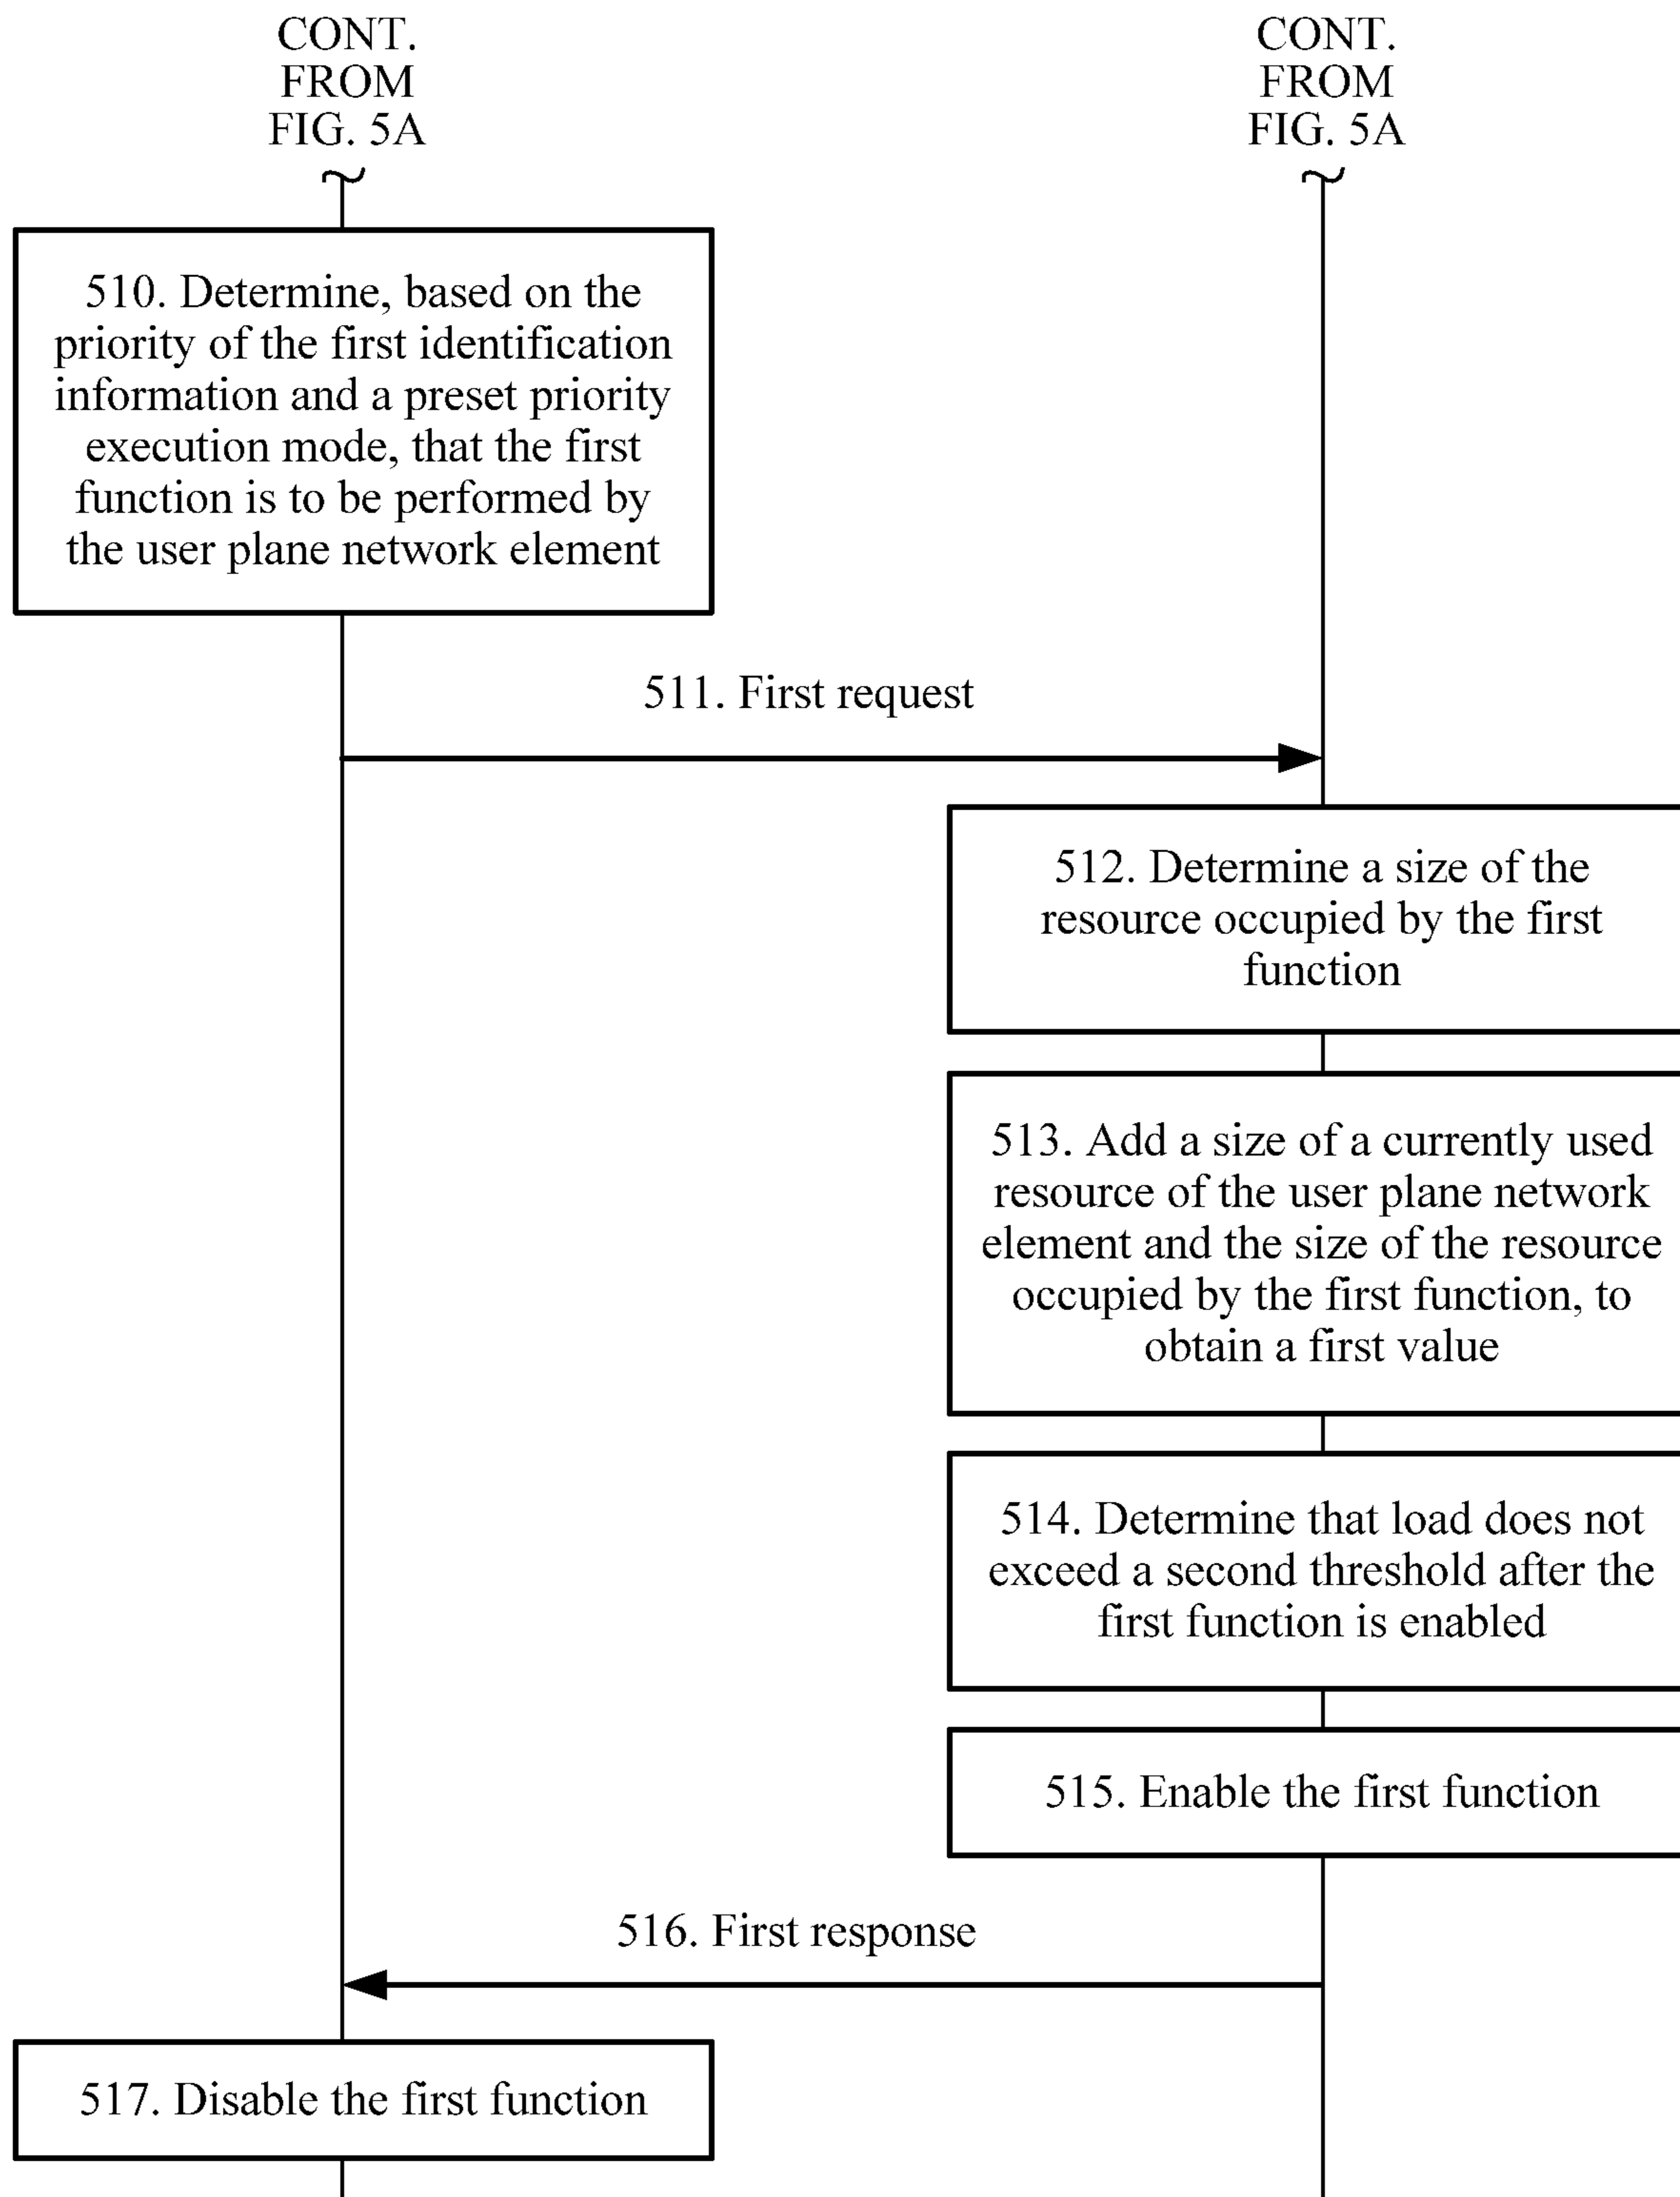 CONT.
FROM
FIG. 5A
CONT.
FROM
FIG. 5A
510. Determine, based on the
priority of the first identification
information and a preset priority
execution mode, that the first
function is to be performed by
the user plane network element
511. First request
512. Determine a size of the
resource occupied by the first
function
513. Add a size of a currently used
resource of the user plane network
element and the size of the resource
occupied by the first function, to
obtain a first value
514. Determine that load does not
exceed a second threshold after the
first function is enabled
515. Enable the first function
516. First response
517. Disable the first function